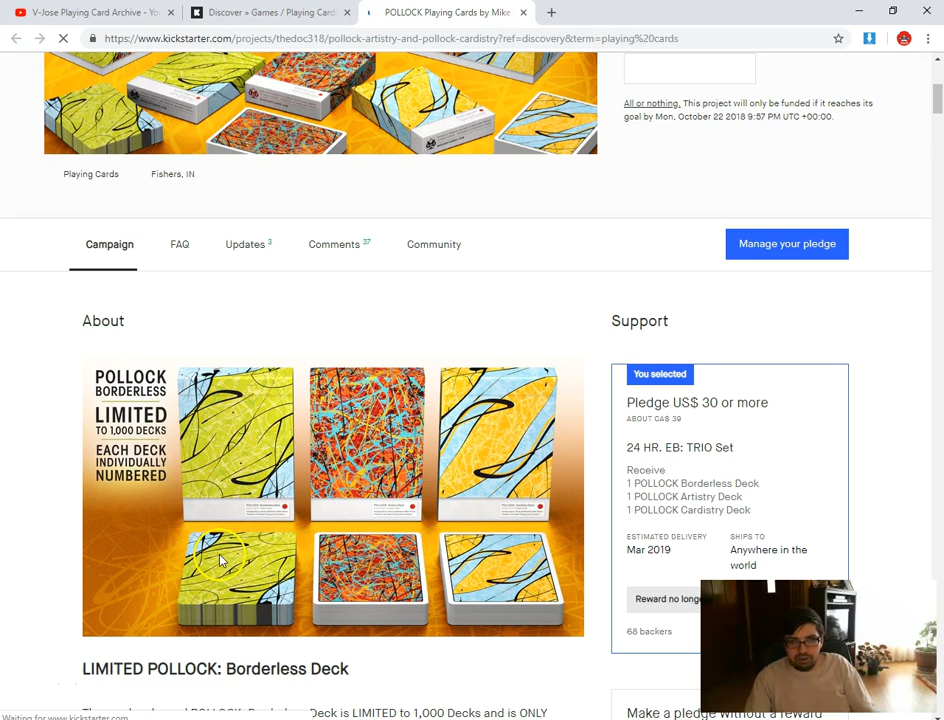 V-Jose Playing Card Archive - Yo
Discover » Games / Playing Card
POLLOCK Playing Cards by Mike
https://www.kickstarter.com/projects/thedoc318/pollock-artistry-and-pollock-cardistry?ref=discovery&term=playing%20cards
All or nothing. This project will only be funded if it reaches its
goal by Mon, October 22 2018 9:57 PM UTC +00:00.
Playing Cards Fishers, IN
Campaign FAQ Updates 3 Comments 37 Community Manage your pledge
About
POLLOCK
BORDERLESS
LIMITED
TO 1,000 DECKS
EACH DECK
INDIVIDUALLY
NUMBERED
Support
You selected
Pledge US$ 30 or more
ABOUT CA$ 39
24 HR. EB: TRIO Set
Receive
1 POLLOCK Borderless Deck
1 POLLOCK Artistry Deck
1 POLLOCK Cardistry Deck
ESTIMATED DELIVERY SHIPS TO
Mar 2019 Anywhere in the
world
Reward no longe
68 backers
LIMITED POLLOCK: Borderless Deck
Deck is LIMITED to 1,000 Decks and is ONLY
Make a pledge without a reward
Waiting for www.kickstarter.com